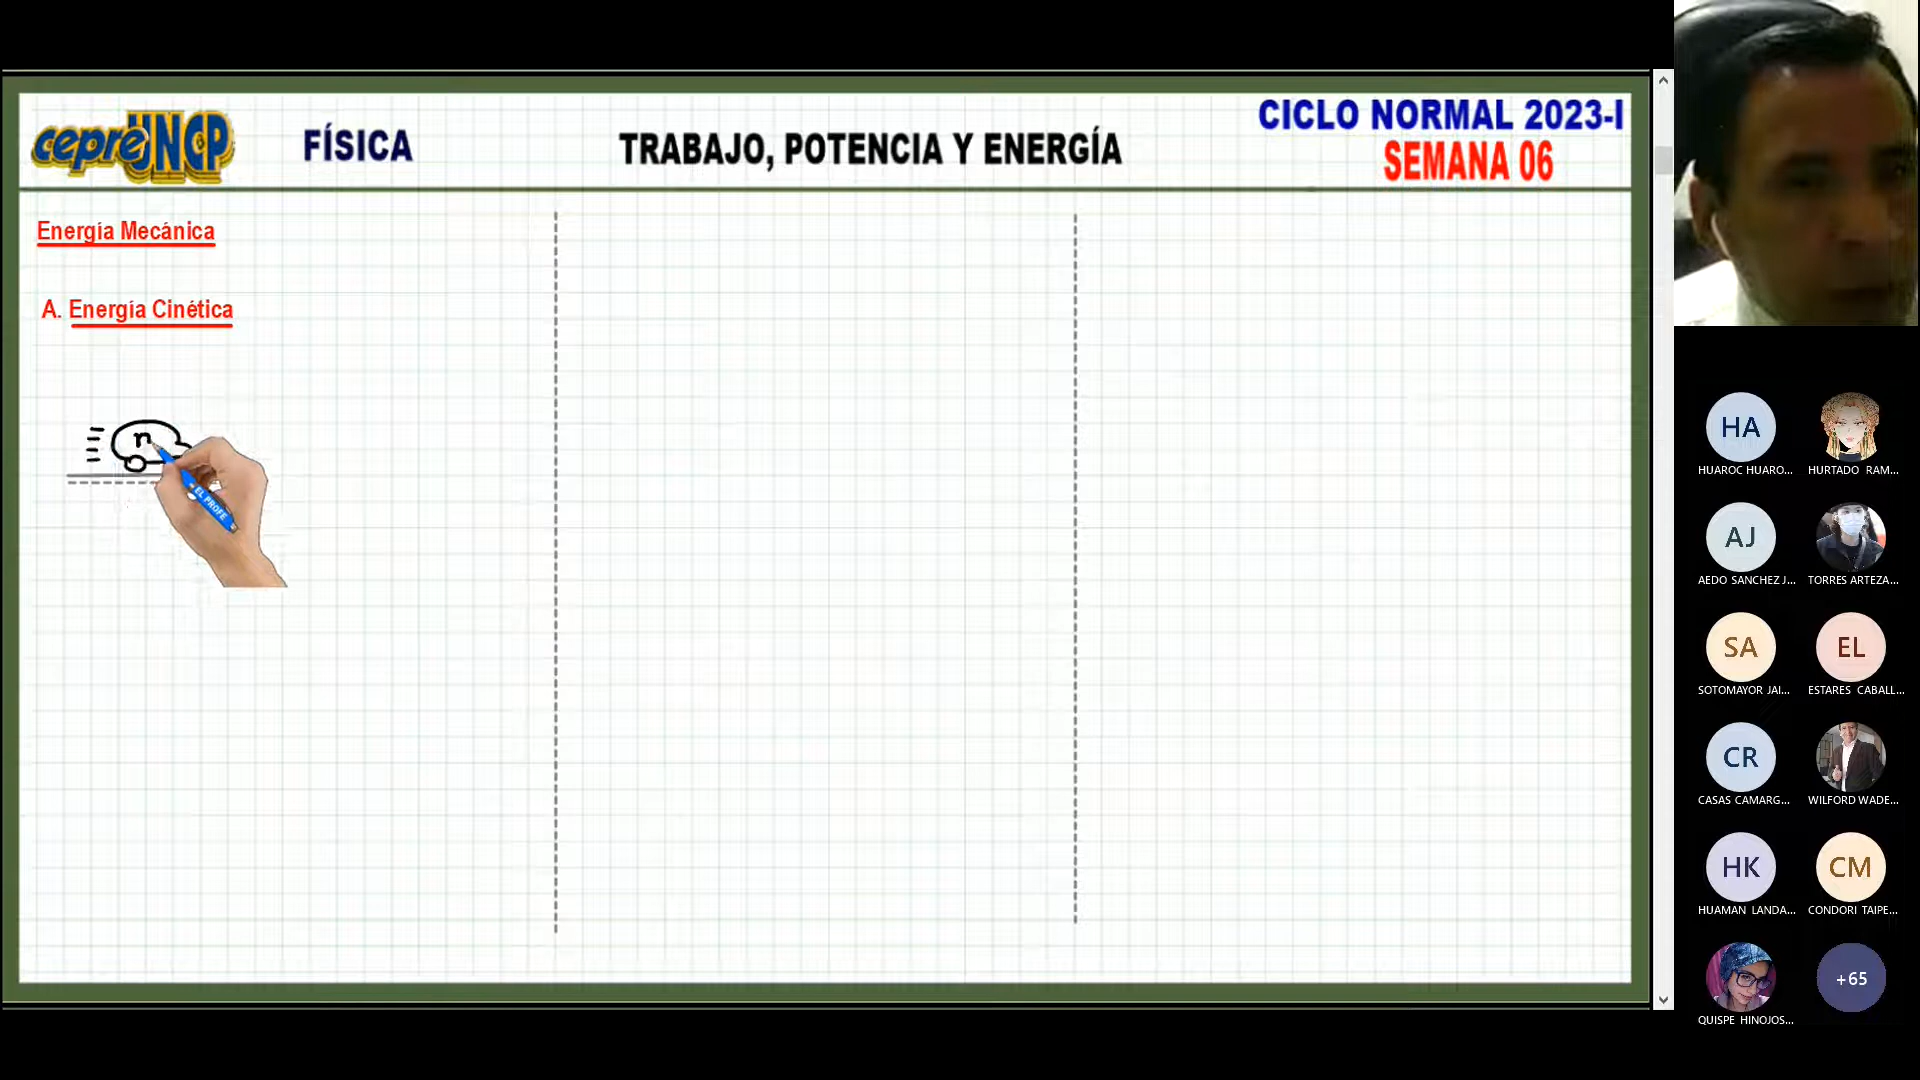 cepreUNCP
FÍSICA
TRABAJO, POTENCIA Y ENERGÍA
CICLO NORMAL 2023-I
SEMANA 06
Energía Mecánica
A. Energía Cinética
EL PROFE
HA
HUAROC HUARO...
HURTADO RAM...
AJ
AEDO SANCHEZ J...
TORRES ARTEZA...
SA
SOTOMAYOR JAI...
EL
ESTARES CABALL...
CR
CASAS CAMARG...
WILFORD WADE...
HK
HUAMAN LANDA...
CM
CONDORI TAIPE...
QUISPE HINOJOS...
+65